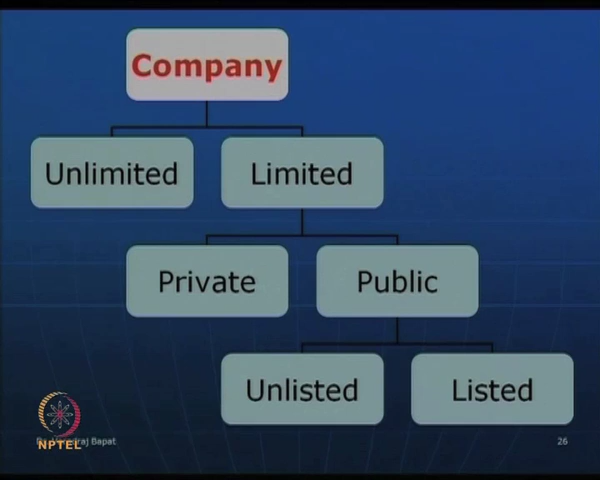 Company
Unlimited
Limited
Private
Public
Unlisted
Listed
Bapat
26
NPTEL